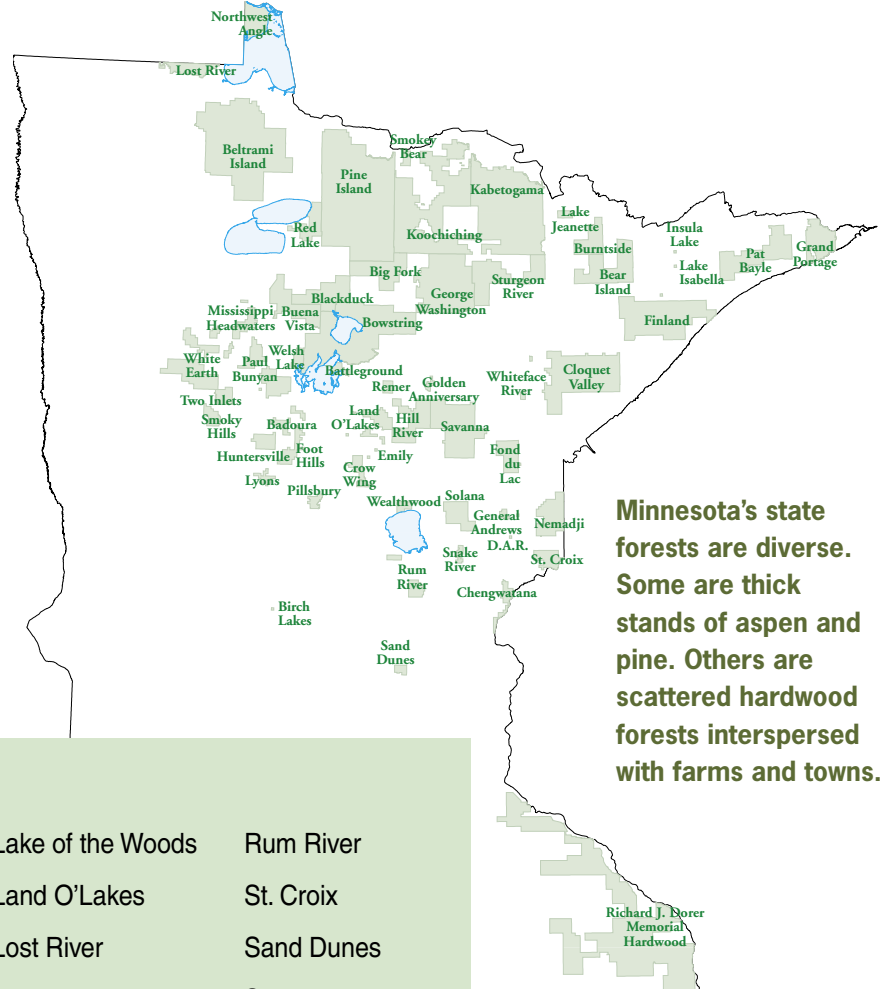 Northwest
Angle
Lost River
Beltrami
Island
Smokey
Bear
Pine
Island
Kabetogama
Red
Lake
Koochiching
Lake
Jeanette
Burntside
Insula
Lake
Lake
Isabella
Pat
Bayle
Grand
Portage
Big Fork
Sturgeon
River
Bear
Island
George
Washington
Blackduck
Mississippi
Headwaters
Buena
Vista
Bowstring
Finland
White
Earth
Paul
Bunyan
Welsh
Lake
Battleground
Remer
Golden
Anniversary
Whiteface
River
Cloquet
Valley
Two Inlets
Smoky
Hills
Badoura
Land
O'Lakes
Hill
River
Savanna
Huntersville
Foot
Hills
Emily
Fond
du
Lac
Lyons
Pillsbury
Crow
Wing
Wealthwood
Solana
General
Andrews
D.A.R.
Nemadji
Snake
River
St. Croix
Rum
River
Chengwatana
Birch
Lakes
Sand
Dunes
Minnesota's state
forests are diverse.
Some are thick
stands of aspen and
pine. Others are
scattered hardwood
forests interspersed
with farms and towns.
Lake of the Woods
Rum River
Land O'Lakes
St. Croix
Lost River
Sand Dunes
Richard J. Dorer
Memorial
Hardwood